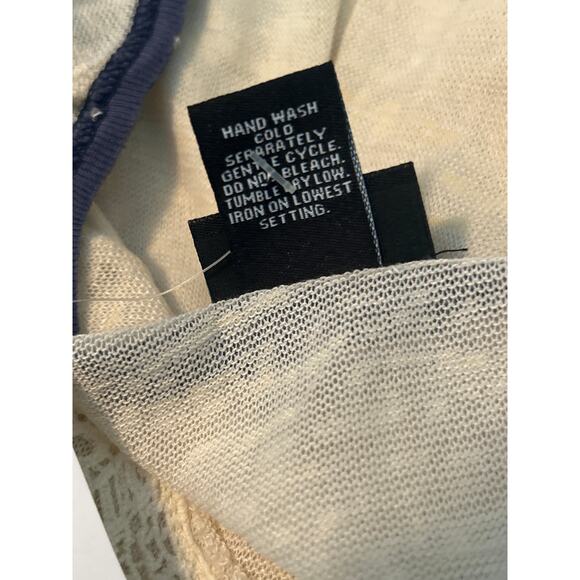 HAND WASH
COLD
SEPARATELY
GENTLE CYCLE.
DO NOT BLEACH.
TUMBLE DRY LOW.
IRON ON LOWEST
SETTING.